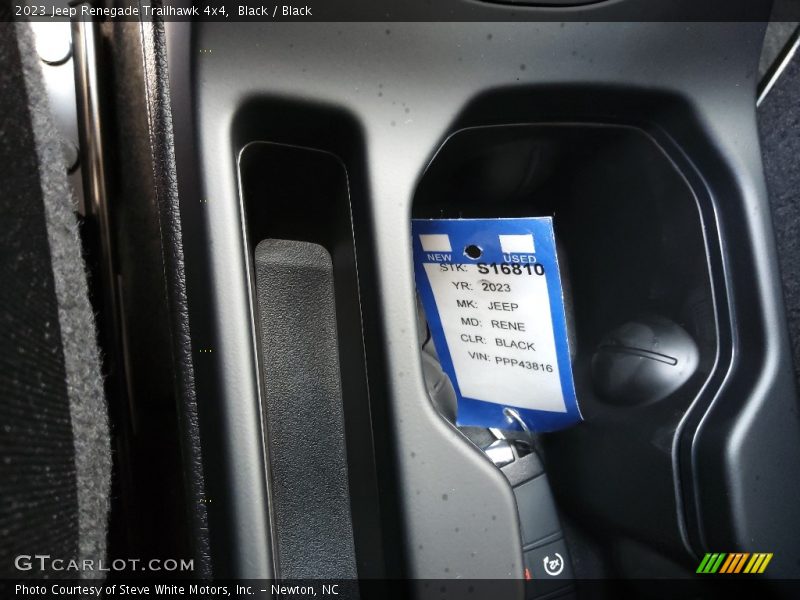 2023 Jeep Renegade Trailhawk 4x4, Black / Black
NEW USED
STK: S16810
YR: 2023
MK: JEEP
MD: RENE
CLR: BLACK
VIN: PPP43816
GTCARLOT.COM
Photo Courtesy of Steve White Motors, Inc. – Newton, NC